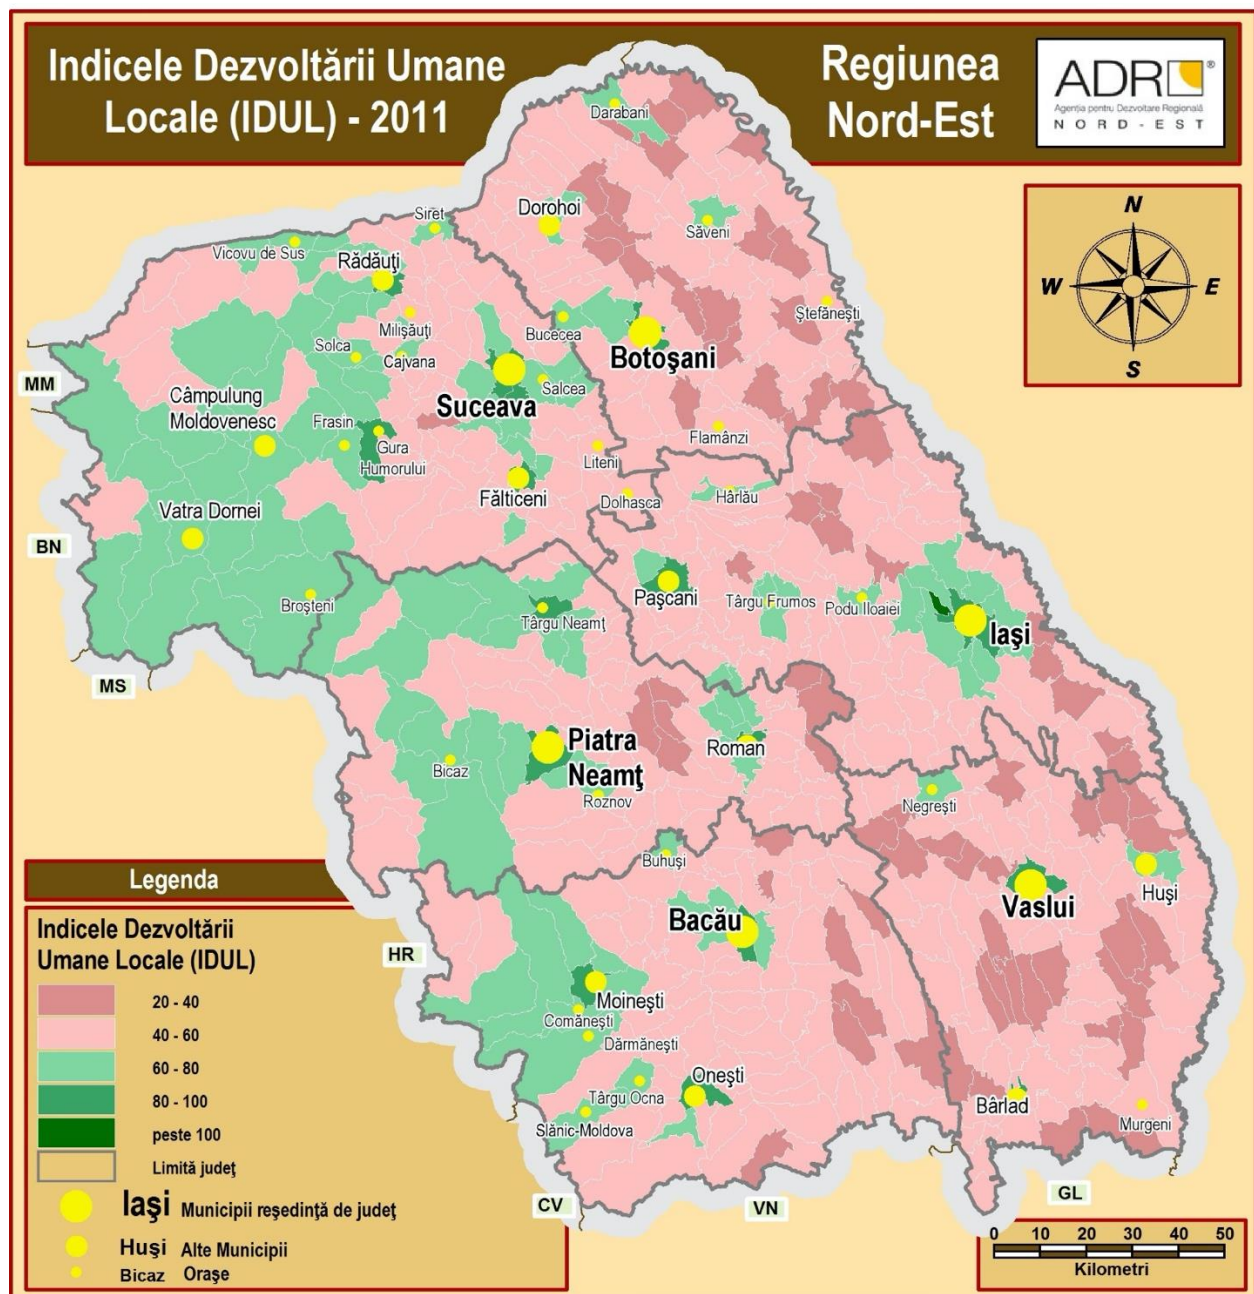 Indicele Dezvoltării Umane
Locale (IDUL) - 2011
Regiunea
Nord-Est
ADR
®
Agenția pentru Dezvoltare Regională
NORD-EST
N
W
E
S
Darabani
Siret
Dorohoi
Săveni
Vicovu de Sus
Rădăuţi
Ştefăneşti
Milişăuţi
Bucecea
Botoşani
Solca
Cajvana
MM
Câmpulung
Moldovenesc
Suceava
Salcea
Frasin
Gura
Humorului
Flamânzi
Liteni
Fălticeni
Dolhasca
Hârlău
Vatra Dornei
BN
Broşteni
Târgu Neamţ
Paşcani
Târgu Frumos
Podu Iloaiei
Iaşi
MS
Piatra
Neamţ
Roman
Bicaz
Roznov
Negreşti
Buhuşi
Huşi
Vaslui
Bacău
HR
Moineşti
Comăneşti
Dărmăneşti
Oneşti
Târgu Ocna
Slănic-Moldova
Bârlad
Murgeni
CV
VN
GL
Legenda
Indicele Dezvoltării
Umane Locale (IDUL)
20 - 40
40 - 60
60 - 80
80 - 100
peste 100
Limită judeţ
Iaşi Municipii reşedinţă de judeţ
Huşi Alte Municipii
Bicaz Oraşe
0 10 20 30 40 50
Kilometri